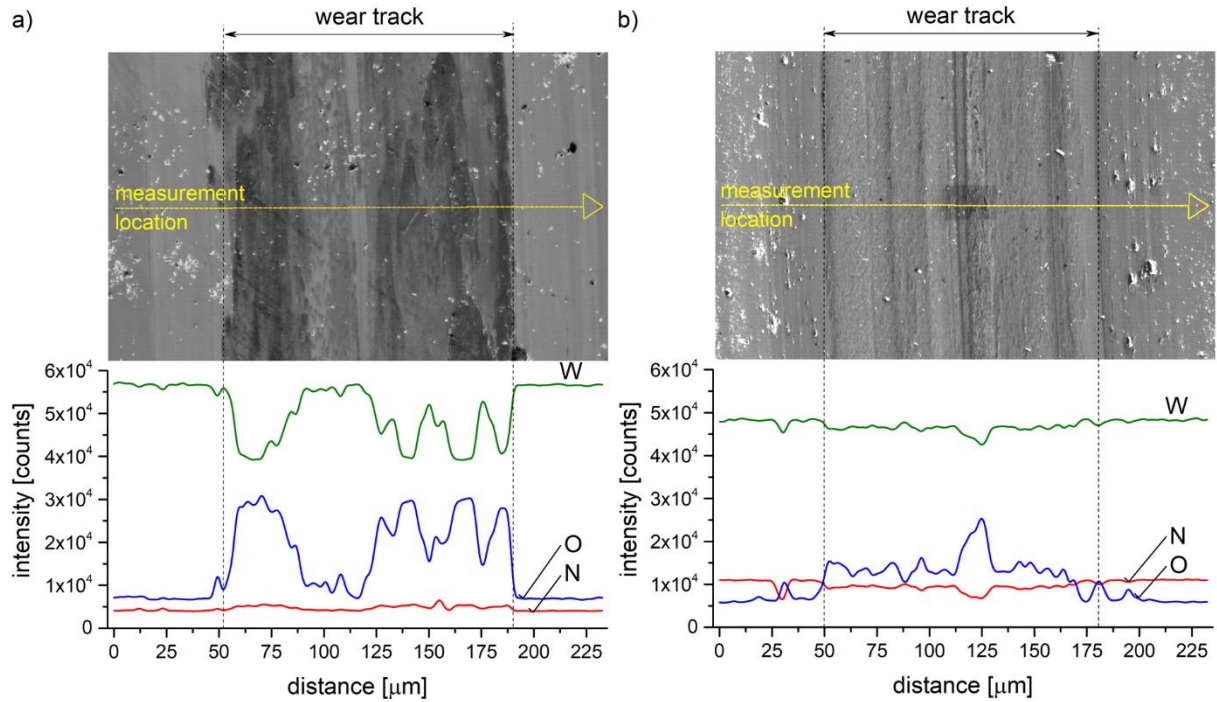 a)
wear track
measurement
location
6x10⁴
5x10⁴
4x10⁴
3x10⁴
2x10⁴
1x10⁴
0
intensity [counts]
W
O
N
0 25 50 75 100 125 150 175 200 225
distance [μm]
b)
wear track
measurement
location
6x10⁴
5x10⁴
4x10⁴
3x10⁴
2x10⁴
1x10⁴
0
intensity [counts]
W
N
O
0 25 50 75 100 125 150 175 200 225
distance [μm]